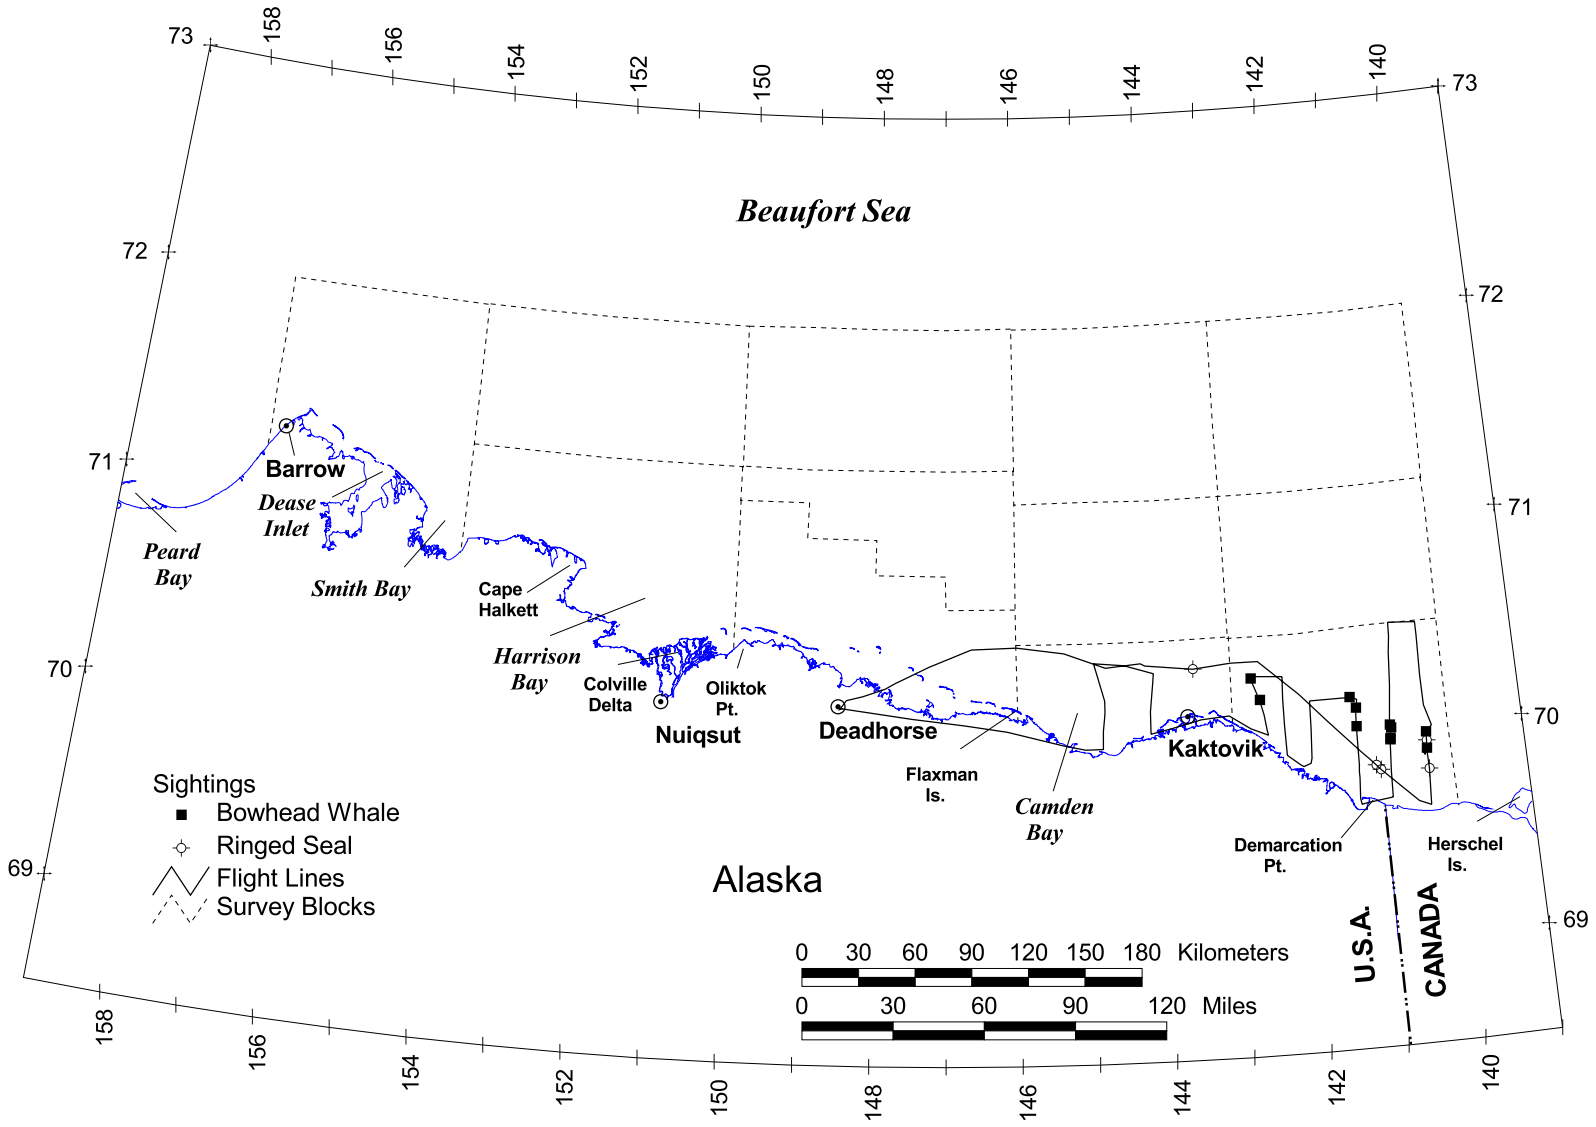 158
156
154
152
150
148
146
144
142
140
73
73
Beaufort Sea
72
72
71
71
Barrow
Dease
Inlet
Peard
Bay
Smith Bay
Cape
Halkett
Harrison
Bay
70
70
Colville
Delta
Oliktok
Pt.
Nuiqsut
Deadhorse
Kaktovik
Flaxman
Is.
Camden
Bay
Demarcation
Pt.
Herschel
Is.
Sightings
Bowhead Whale
Ringed Seal
Flight Lines
Survey Blocks
69
69
Alaska
U.S.A.
CANADA
0 30 60 90 120 150 180 Kilometers
0 30 60 90 120 Miles
158
156
154
152
150
148
146
144
142
140